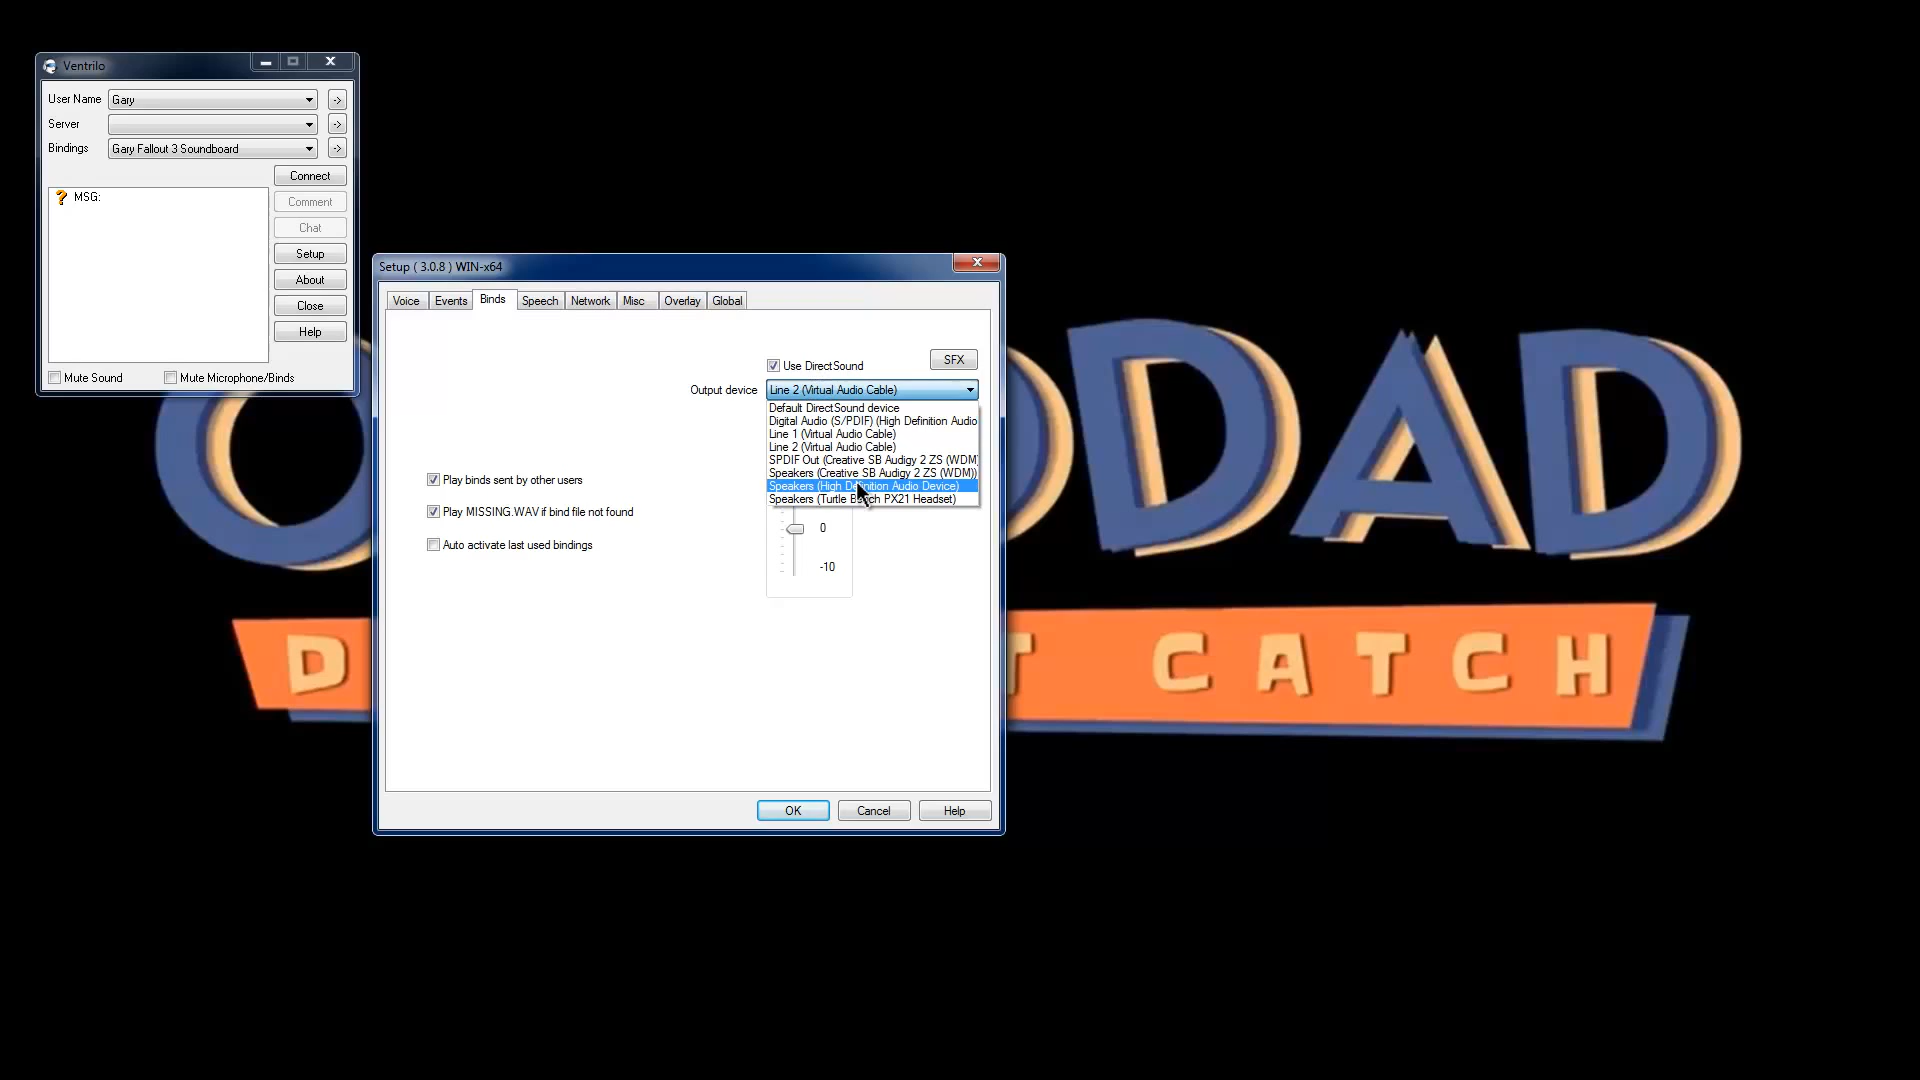 Ventrilo
User Name Gary ->
Server ->
Bindings Gary Fallout 3 Soundboard ->
Connect
? MSG:
Comment
Chat
Setup
About
Close
Help
Mute Sound Mute Microphone/Binds
Setup ( 3.0.8 ) WIN-x64
Voice Events Binds Speech Network Misc Overlay Global
Use DirectSound SFX
Output device Line 2 (Virtual Audio Cable)
Default DirectSound device
Digital Audio (S/PDIF) (High Definition Audio
Line 1 (Virtual Audio Cable)
Line 2 (Virtual Audio Cable)
SPDIF Out (Creative SB Audigy 2 ZS (WDM)
Speakers (Creative SB Audigy 2 ZS (WDM))
Speakers (High Definition Audio Device)
Speakers (Turtle Beach PX21 Headset)
Play binds sent by other users
Play MISSING.WAV if bind file not found
0
Auto activate last used bindings
-10
OK Cancel Help
ODAD
D T CATCH